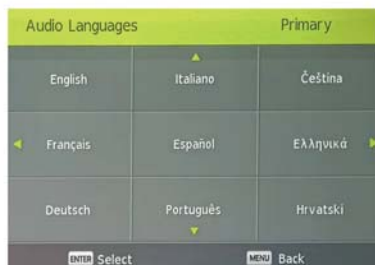 Audio Languages Primary
English Italiano Čeština
Français Español Ελληνικά
Deutsch Português Hrvatski
ENTER Select MENU Back